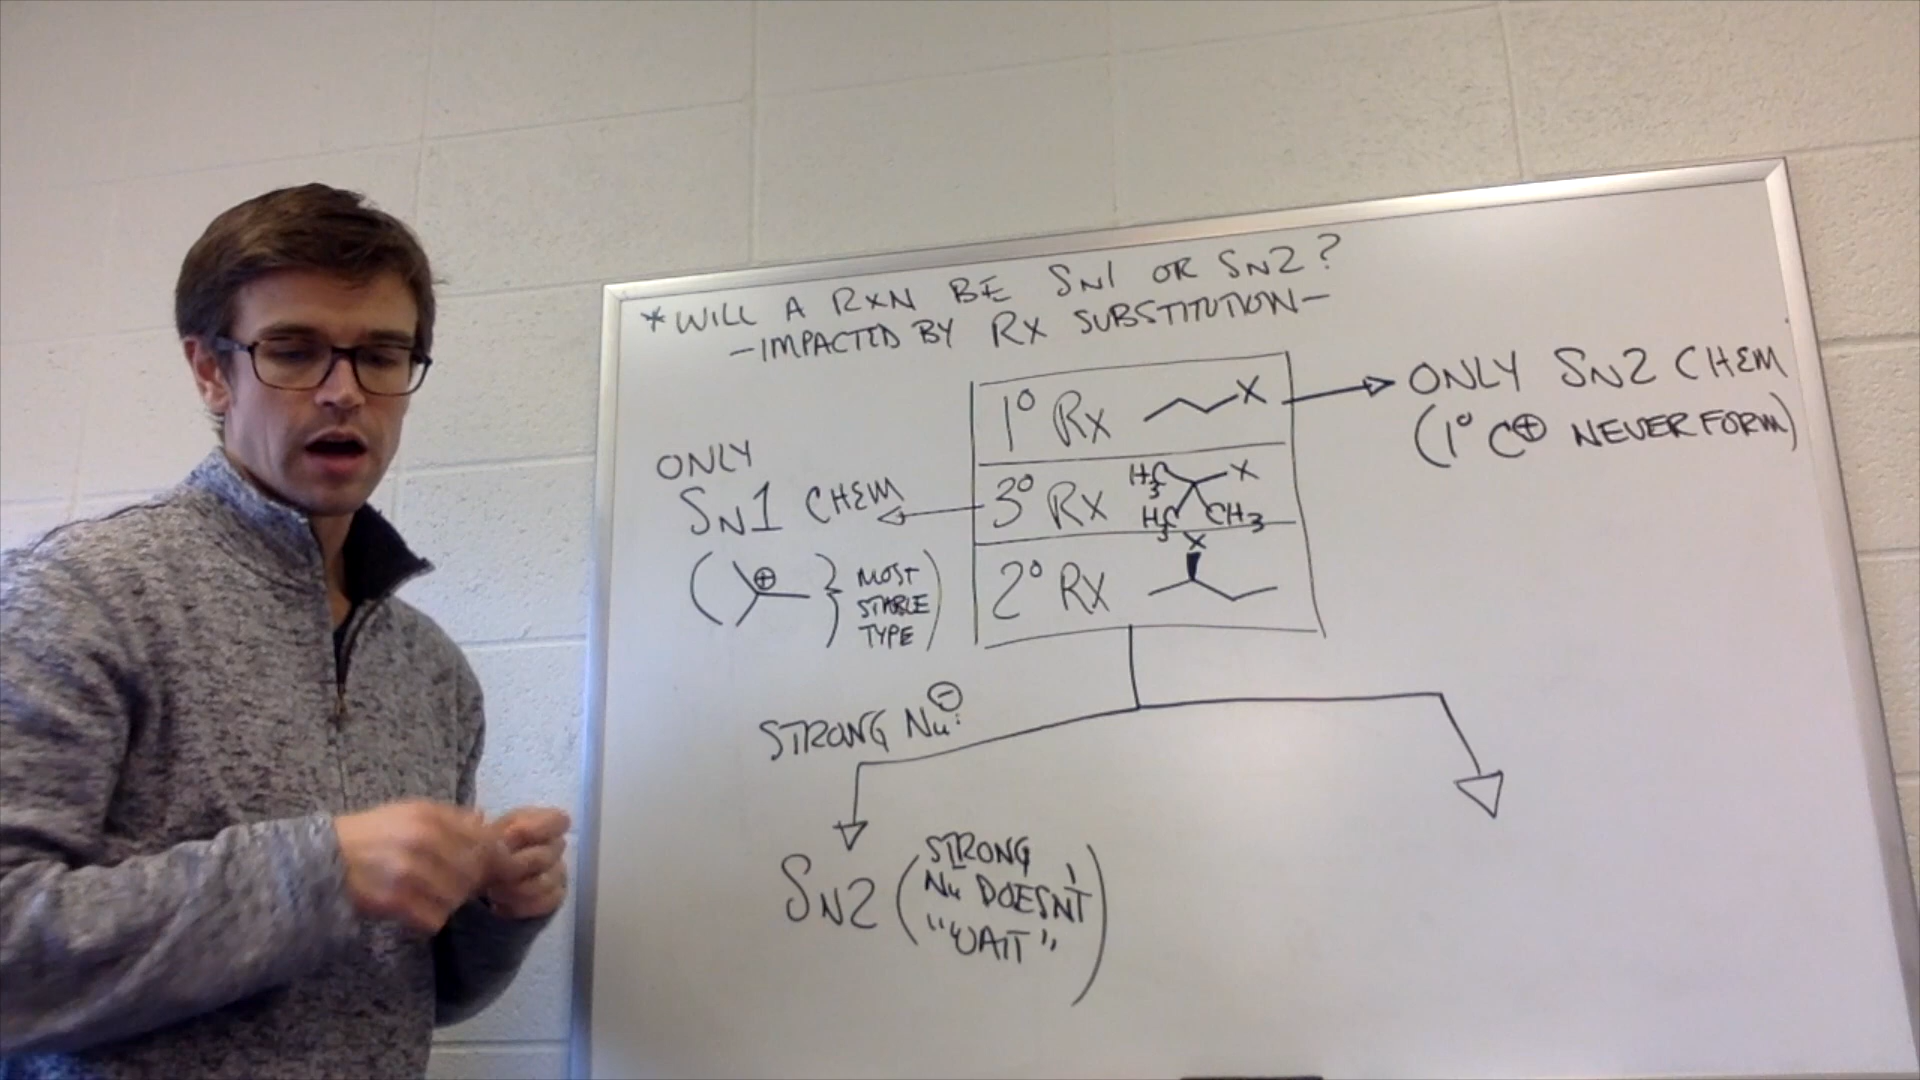 * WILL A RXN BE SN1 OR SN2?
- IMPACTED BY RX SUBSTITUTION -
1° RX
X
ONLY SN2 CHEM
(1° C⊕ NEVER FORM)
3° RX
H3C X
H3C CH3
ONLY
SN1 CHEM
(⊕ } MOST
STABLE
TYPE)
2° RX
X
STRONG Nu:⊖
SN2 (STRONG
Nu DOESN'T
"WAIT")